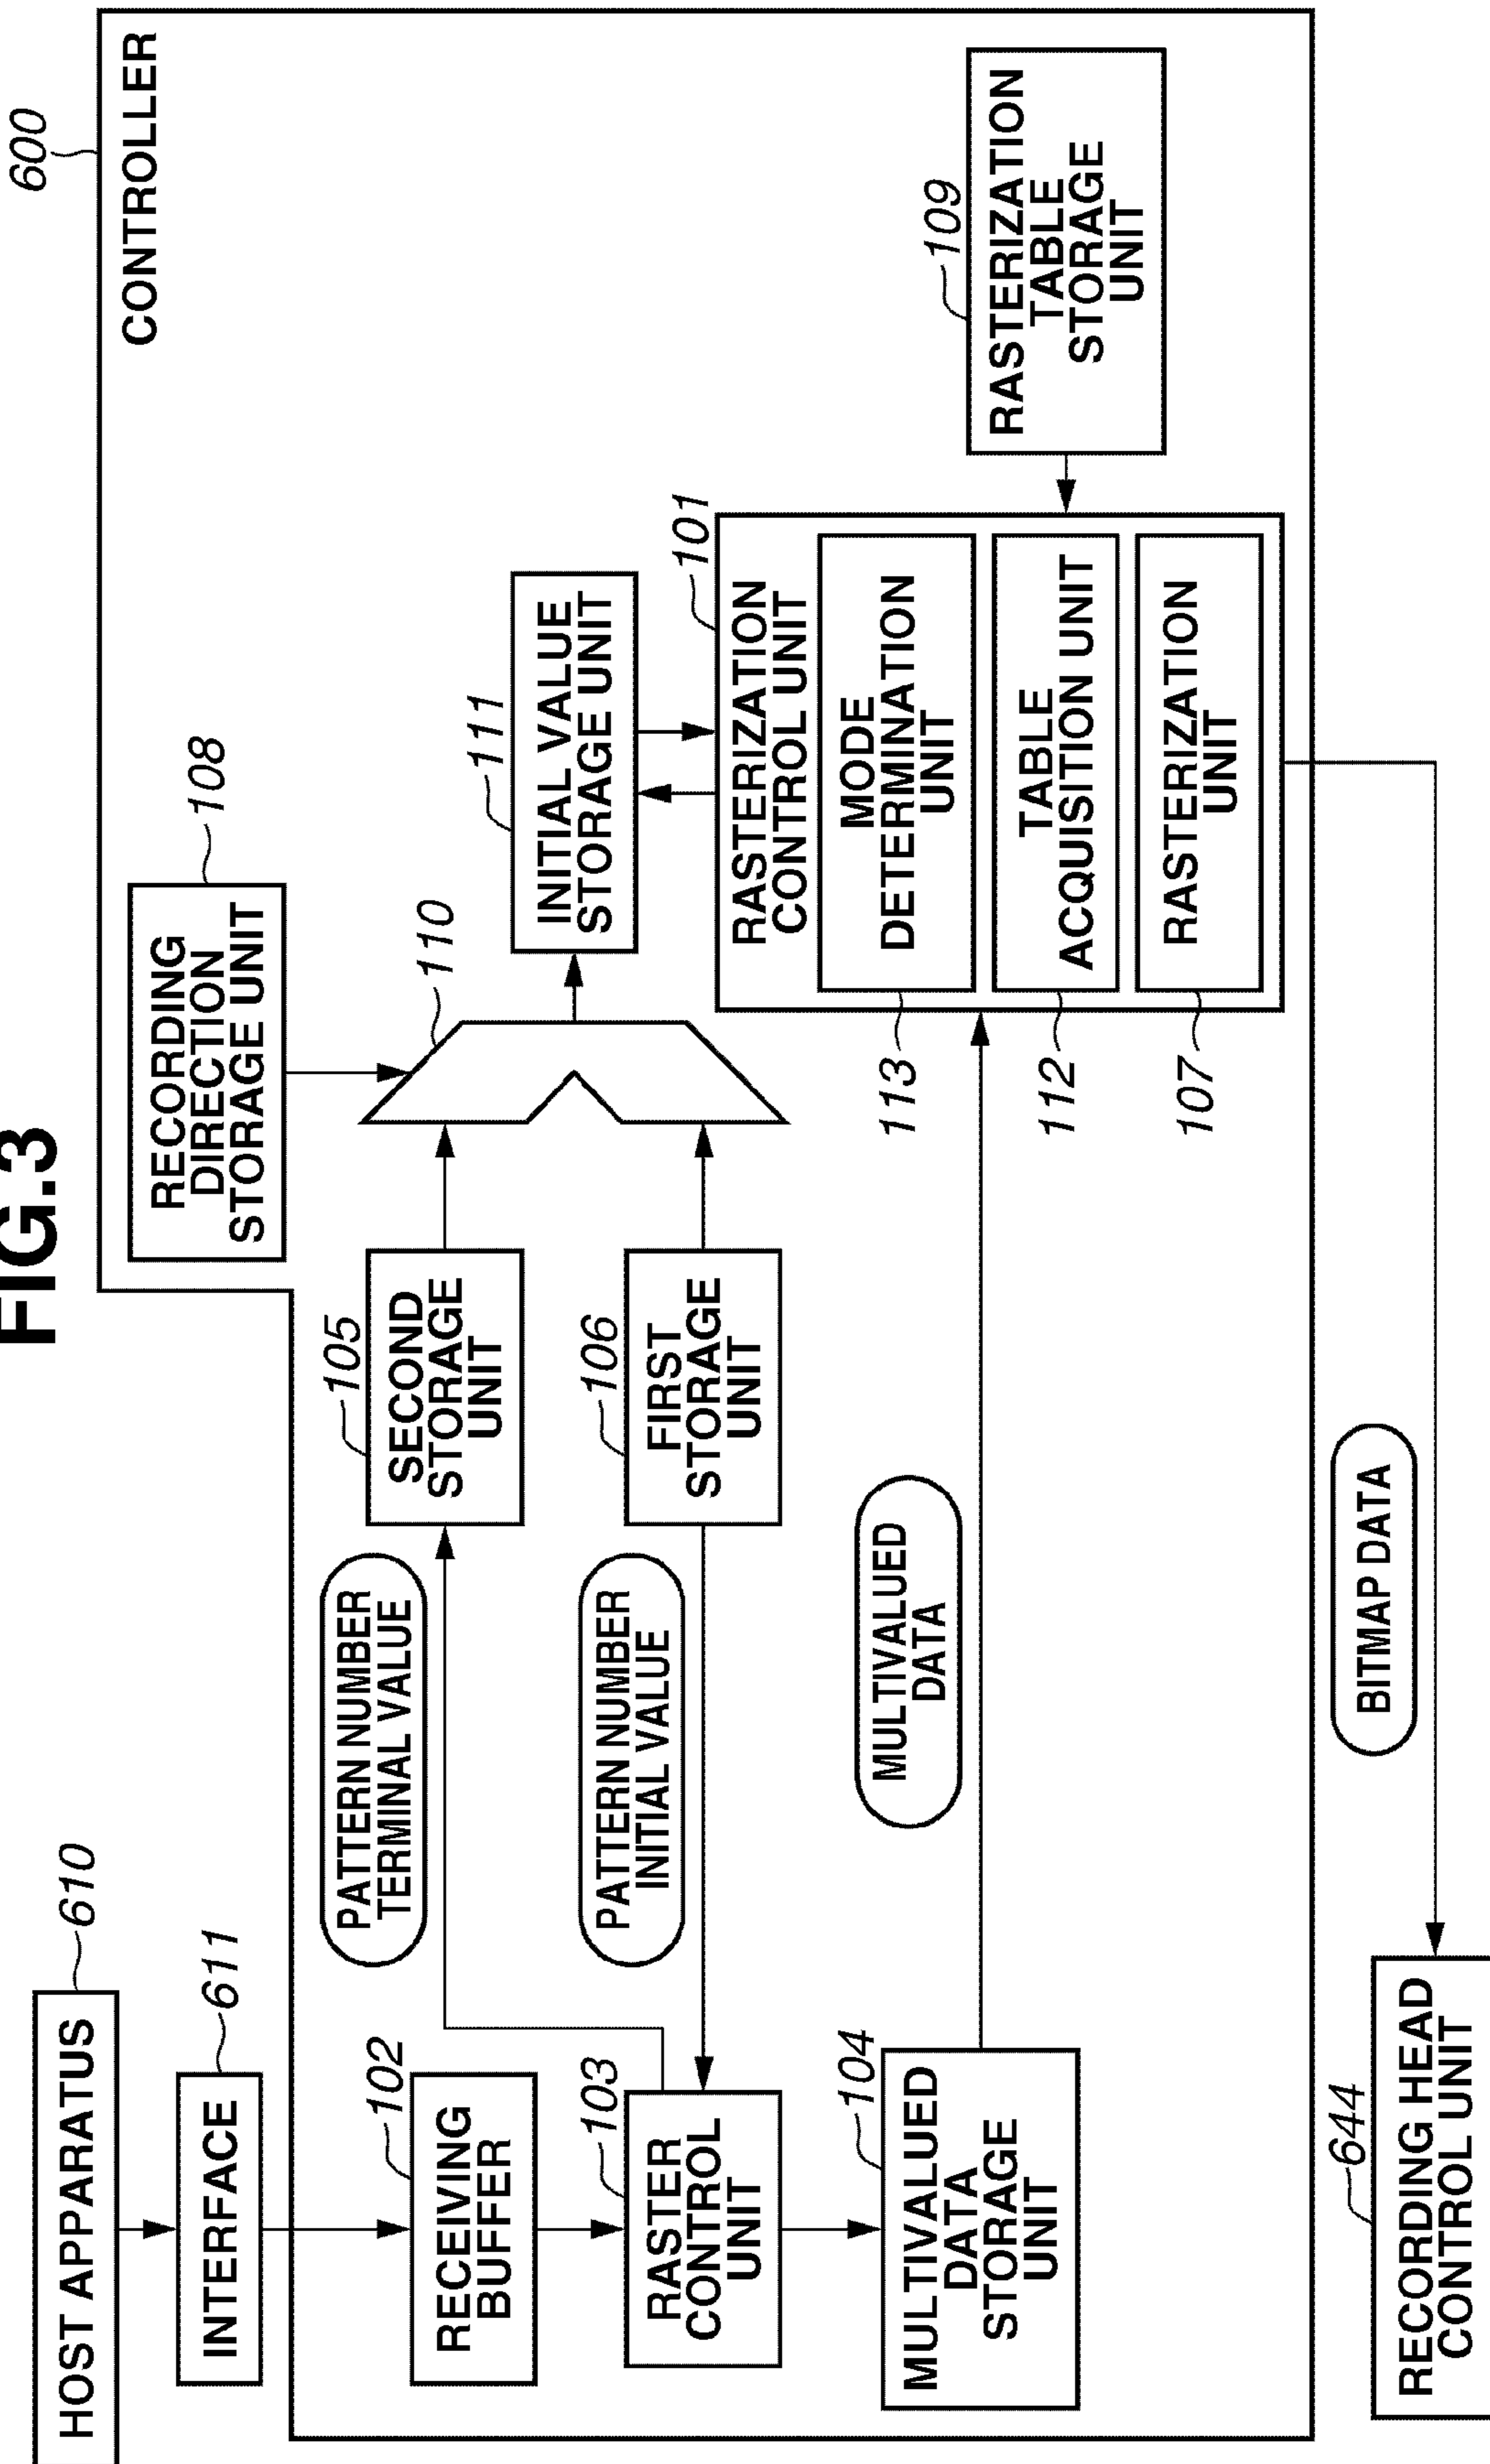 FIG.3
600
CONTROLLER
HOST APPARATUS
610
INTERFACE
611
RECEIVING
BUFFER
102
RASTER
CONTROL
UNIT
103
MULTIVALUED
DATA
STORAGE
UNIT
104
PATTERN NUMBER
TERMINAL VALUE
PATTERN NUMBER
INITIAL VALUE
MULTIVALUED
DATA
SECOND
STORAGE
UNIT
105
FIRST
STORAGE
UNIT
106
RECORDING
DIRECTION
STORAGE UNIT
108
110
INITIAL VALUE
STORAGE UNIT
111
RASTERIZATION
CONTROL UNIT
101
MODE
DETERMINATION
UNIT
113
TABLE
ACQUISITION UNIT
112
RASTERIZATION
UNIT
107
RASTERIZATION
TABLE
STORAGE
UNIT
109
BITMAP DATA
RECORDING HEAD
CONTROL UNIT
644